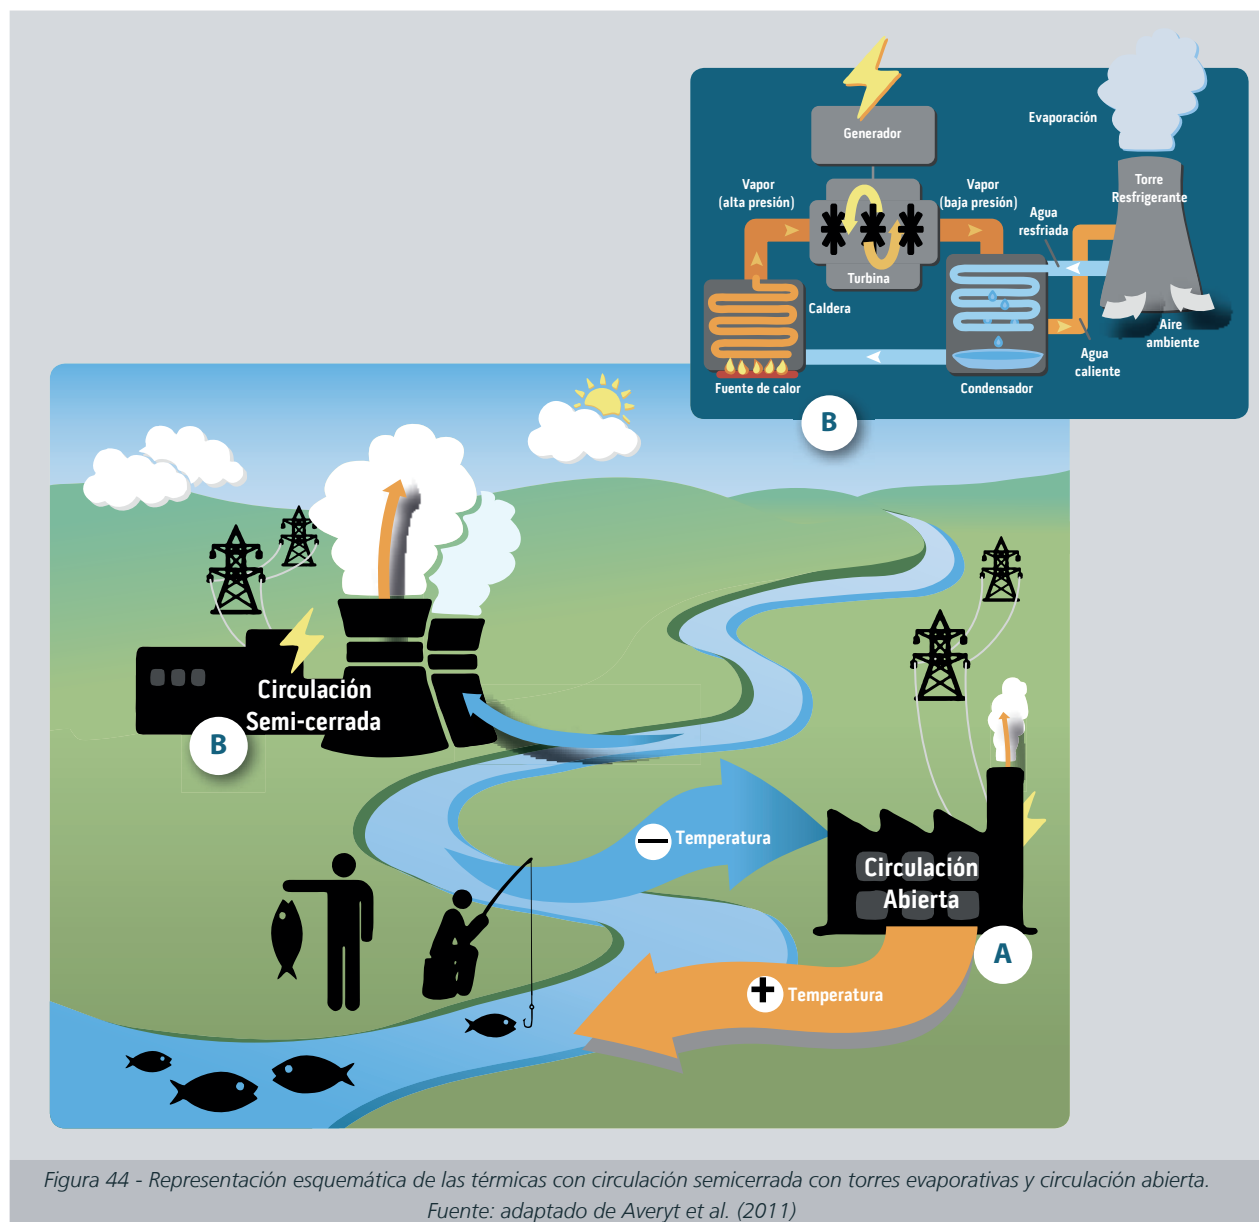 Evaporación
Generador
Torre
Resfrigerante
Vapor
(alta presión)
Vapor
(baja presión)
Agua
resfriada
Turbina
Caldera
Aire
ambiente
Agua
caliente
Fuente de calor
Condensador
B
Circulación
Semi-cerrada
B
− Temperatura
Circulación
Abierta
A
+ Temperatura
Figura 44 - Representación esquemática de las térmicas con circulación semicerrada con torres evaporativas y circulación abierta.
Fuente: adaptado de Averyt et al. (2011)